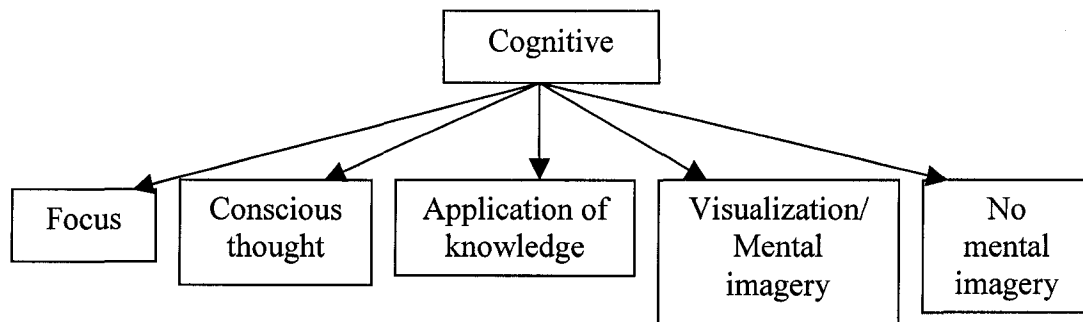 Cognitive
Focus
Conscious
thought
Application of
knowledge
Visualization/
Mental
imagery
No
mental
imagery